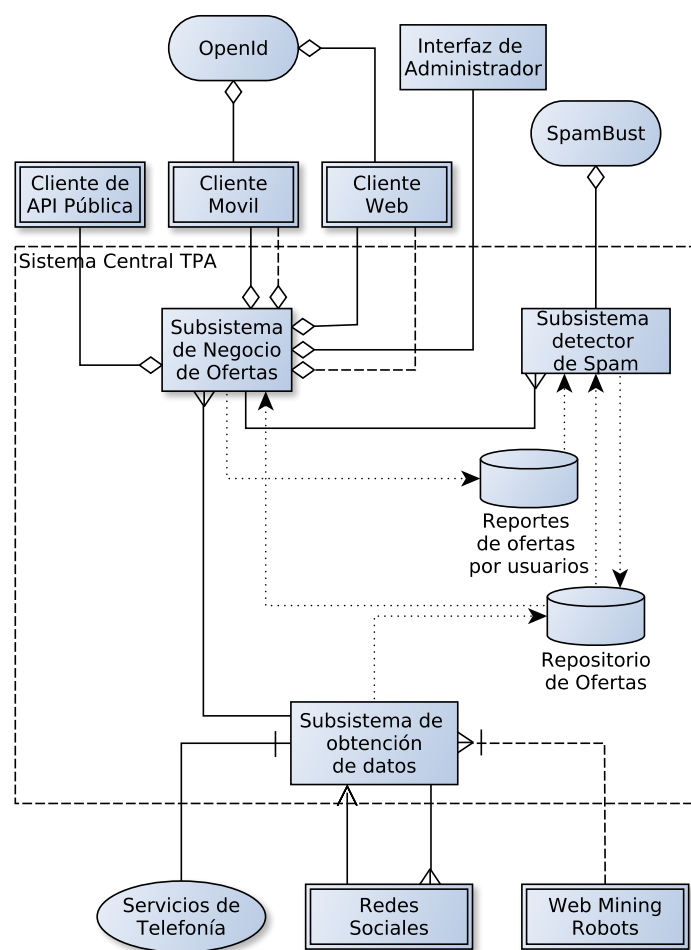 OpenId
Interfaz de
Administrador
SpamBust
Cliente de
API Pública
Cliente
Movil
Cliente
Web
Sistema Central TPA
Subsistema
de Negocio
de Ofertas
Subsistema
detector
de Spam
Reportes
de ofertas
por usuarios
Repositorio
de Ofertas
Subsistema de
obtención
de datos
Servicios de
Telefonía
Redes
Sociales
Web Mining
Robots